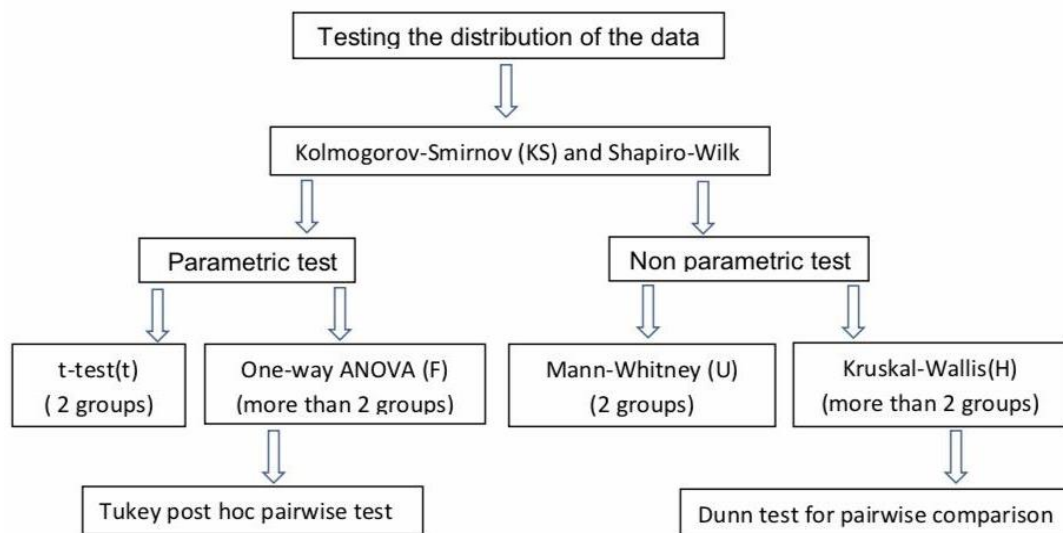 Testing the distribution of the data
Kolmogorov-Smirnov (KS) and Shapiro-Wilk
Parametric test
Non parametric test
t-test(t)
( 2 groups)
One-way ANOVA (F)
(more than 2 groups)
Mann-Whitney (U)
(2 groups)
Kruskal-Wallis(H)
(more than 2 groups)
Tukey post hoc pairwise test
Dunn test for pairwise comparison